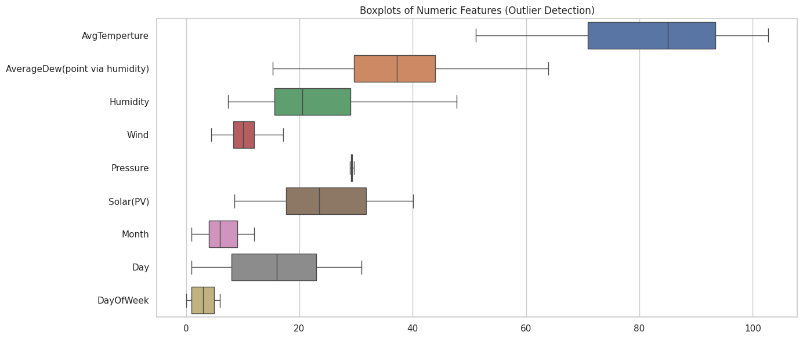 Boxplots of Numeric Features (Outlier Detection)
AvgTemperture
AverageDew(point via humidity)
Humidity
Wind
Pressure
Solar(PV)
Month
Day
DayOfWeek
0 20 40 60 80 100